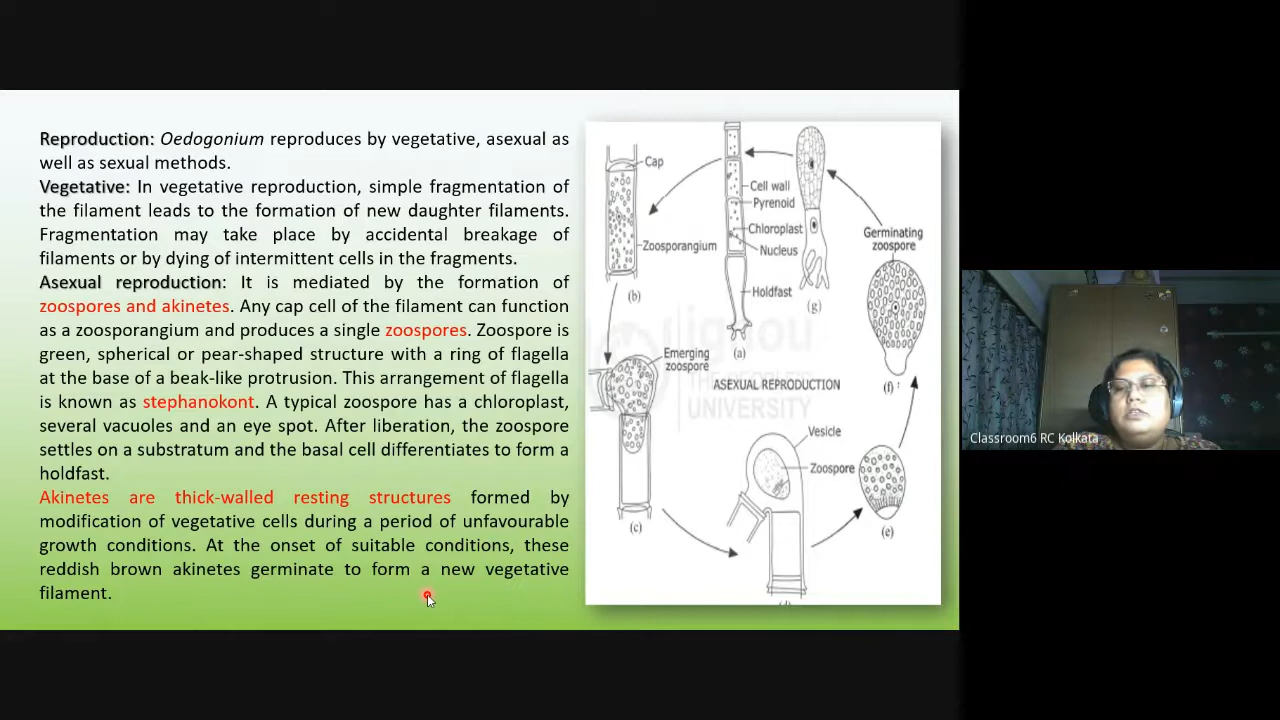 Reproduction: Oedogonium reproduces by vegetative, asexual as
well as sexual methods.
Vegetative: In vegetative reproduction, simple fragmentation of
the filament leads to the formation of new daughter filaments.
Fragmentation may take place by accidental breakage of
filaments or by dying of intermittent cells in the fragments.
Asexual reproduction: It is mediated by the formation of
zoospores and akinetes. Any cap cell of the filament can function
as a zoosporangium and produces a single zoospores. Zoospore is
green, spherical or pear-shaped structure with a ring of flagella
at the base of a beak-like protrusion. This arrangement of flagella
is known as stephanokont. A typical zoospore has a chloroplast,
several vacuoles and an eye spot. After liberation, the zoospore
settles on a substratum and the basal cell differentiates to form a
holdfast.
Akinetes are thick-walled resting structures formed by
modification of vegetative cells during a period of unfavourable
growth conditions. At the onset of suitable conditions, these
reddish brown akinetes germinate to form a new vegetative
filament.
Cap
Zoosporangium
(b)
Cell wall
Pyrenoid
Chloroplast
Nucleus
Holdfast
(a)
(g)
Germinating
zoospore
(f)
Emerging
zoospore
(c)
ASEXUAL REPRODUCTION
ignou
THE PEOPLE'S
UNIVERSITY
Vesicle
Zoospore
(d)
(e)
Classroom6 RC Kolkata